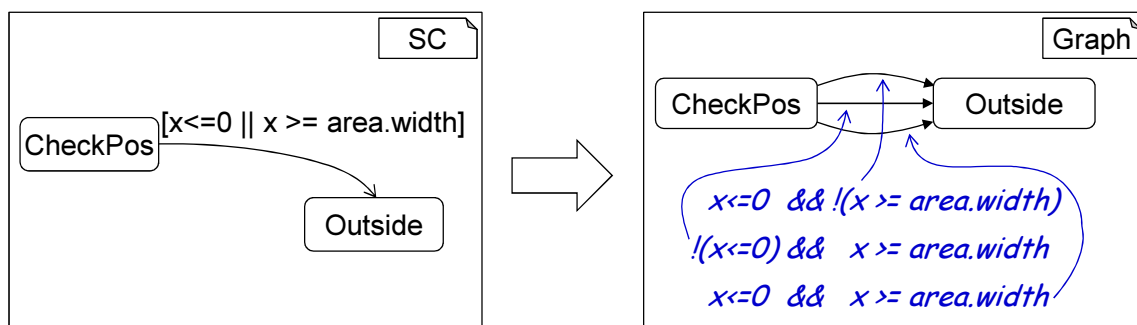 SC
[x<=0 || x >= area.width]
CheckPos
Outside
Graph
CheckPos
Outside
x<=0 && !(x >= area.width)
!(x<=0) && x >= area.width
x<=0 && x >= area.width